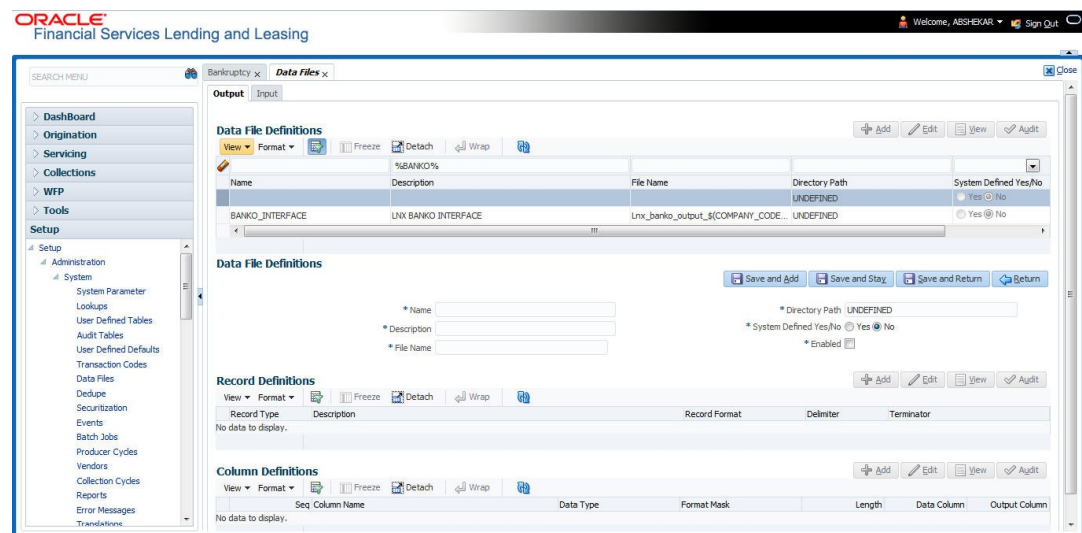 ORACLE
Financial Services Lending and Leasing
Welcome, ABSHEKAR Sign Out
SEARCH MENU
Bankruptcy x Data Files x
Close
Output Input
DashBoard
Origination
Servicing
Collections
WFP
Tools
Setup
Setup
Administration
System
System Parameter
Lookups
User Defined Tables
Audit Tables
User Defined Defaults
Transaction Codes
Data Files
Dedupe
Securitization
Events
Batch Jobs
Producer Cycles
Vendors
Collection Cycles
Reports
Error Messages
Translations
Data File Definitions
Add Edit View Audit
View Format Freeze Detach Wrap
%BANKO%
Name Description File Name Directory Path System Defined Yes/No
UNDEFINED Yes No
BANKO_INTERFACE LNX BANKO INTERFACE Lnx_banko_output_$(COMPANY_CODE... UNDEFINED Yes No
Data File Definitions
Save and Add Save and Stay Save and Return Return
* Name
* Description
* File Name
* Directory Path UNDEFINED
* System Defined Yes/No Yes No
* Enabled
Record Definitions
Add Edit View Audit
View Format Freeze Detach Wrap
Record Type Description Record Format Delimiter Terminator
No data to display.
Column Definitions
Add Edit View Audit
View Format Freeze Detach Wrap
Seq Column Name Data Type Format Mask Length Data Column Output Column
No data to display.